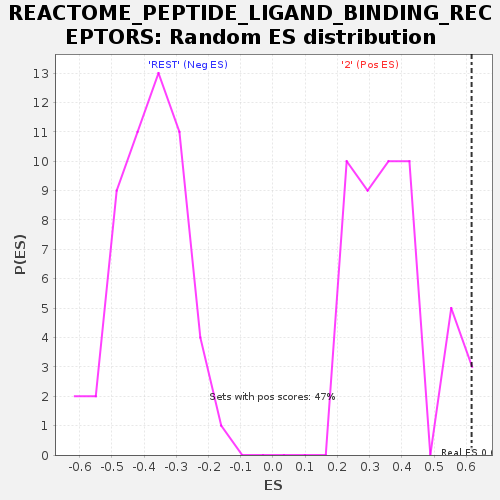 REACTOME_PEPTIDE_LIGAND_BINDING_REC
EPTORS: Random ES distribution
'REST' (Neg ES) '2' (Pos ES)
13
12
11
10
9
8
7
6
5
4
3
2
1
0
P(ES)
Sets with pos scores: 47%
Real ES 0
-0.6 -0.5 -0.4 -0.3 -0.2 -0.1 0.0 0.1 0.2 0.3 0.4 0.5 0.6
ES